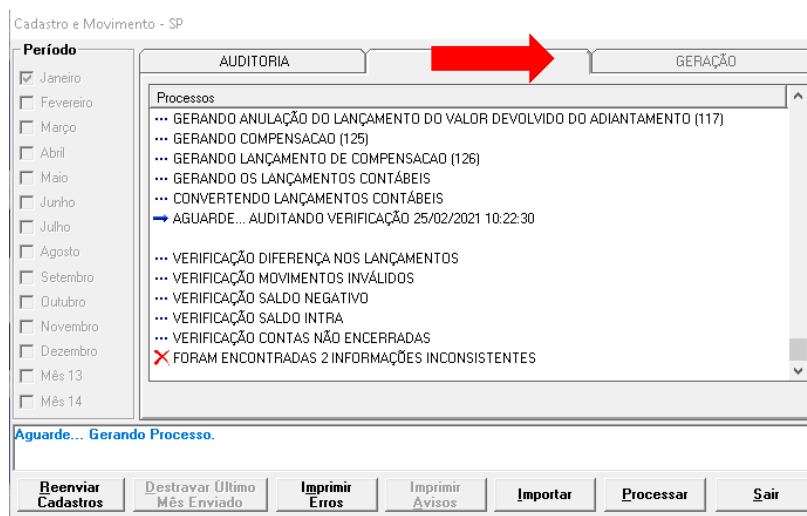 Cadastro e Movimento - SP
Período
Janeiro
Fevereiro
Março
Abril
Maio
Junho
Julho
Agosto
Setembro
Outubro
Novembro
Dezembro
Mês 13
Mês 14
AUDITORIA
GERAÇÃO
Processos
... GERANDO ANULAÇÃO DO LANÇAMENTO DO VALOR DEVOLVIDO DO ADIANTAMENTO (117)
... GERANDO COMPENSACAO (125)
... GERANDO LANÇAMENTO DE COMPENSACAO (126)
... GERANDO OS LANÇAMENTOS CONTÁBEIS
... CONVERTENDO LANÇAMENTOS CONTÁBEIS
AGUARDE... AUDITANDO VERIFICAÇÃO 25/02/2021 10:22:30
... VERIFICAÇÃO DIFERENÇA NOS LANÇAMENTOS
... VERIFICAÇÃO MOVIMENTOS INVÁLIDOS
... VERIFICAÇÃO SALDO NEGATIVO
... VERIFICAÇÃO SALDO INTRA
... VERIFICAÇÃO CONTAS NÃO ENCERRADAS
FORAM ENCONTRADAS 2 INFORMAÇÕES INCONSISTENTES
Aguarde... Gerando Processo.
Reenviar
Cadastros
Destravar Último
Mês Enviado
Imprimir
Erros
Imprimir
Avisos
Importar
Processar
Sair